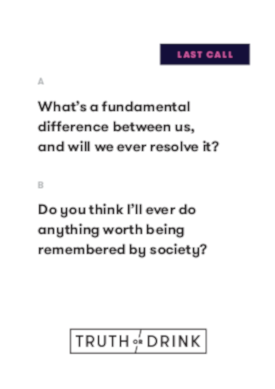 LAST CALL
A
What's a fundamental
difference between us,
and will we ever resolve it?
B
Do you think I'll ever do
anything worth being
remembered by society?
TRUTH OR DRINK